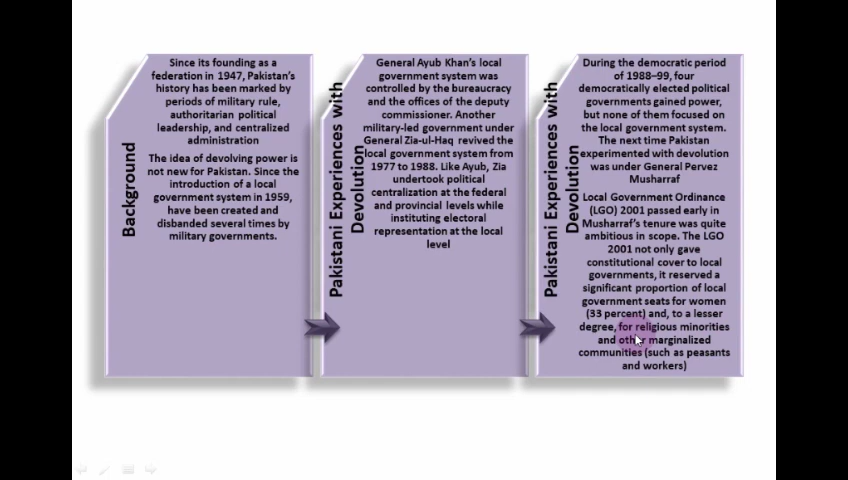 Background
Since its founding as a
federation in 1947, Pakistan's
history has been marked by
periods of military rule,
authoritarian political
leadership, and centralized
administration
The idea of devolving power is
not new for Pakistan. Since the
introduction of a local
government system in 1959,
have been created and
disbanded several times by
military governments.
Pakistani Experiences with
Devolution
General Ayub Khan's local
government system was
controlled by the bureaucracy
and the offices of the deputy
commissioner. Another
military-led government under
General Zia-ul-Haq revived the
local government system from
1977 to 1988. Like Ayub, Zia
undertook political
centralization at the federal
and provincial levels while
instituting electoral
representation at the local
level
Pakistani Experiences with
Devolution
During the democratic period
of 1988–99, four
democratically elected political
governments gained power,
but none of them focused on
the local government system.
The next time Pakistan
experimented with devolution
was under General Pervez
Musharraf
Local Government Ordinance
(LGO) 2001 passed early in
Musharraf's tenure was quite
ambitious in scope. The LGO
2001 not only gave
constitutional cover to local
governments, it reserved a
significant proportion of local
government seats for women
(33 percent) and, to a lesser
degree, for religious minorities
and other marginalized
communities (such as peasants
and workers)